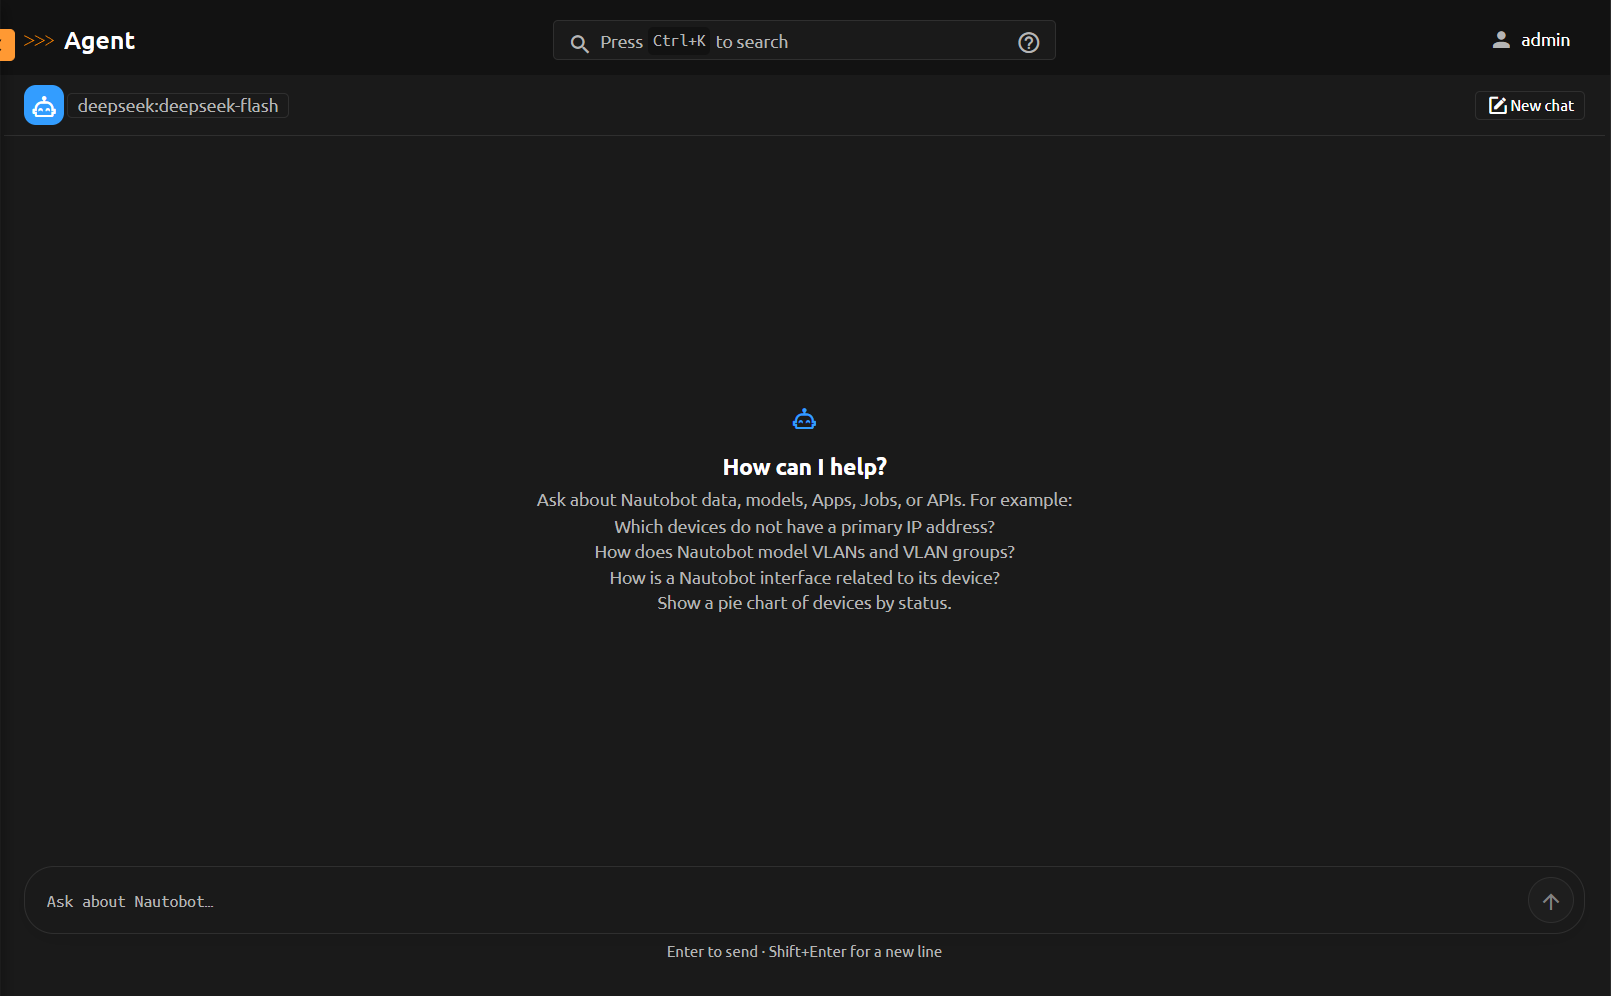 >>> Agent
Press Ctrl+K to search
admin
deepseek:deepseek-flash
New chat
How can I help?
Ask about Nautobot data, models, Apps, Jobs, or APIs. For example:
Which devices do not have a primary IP address?
How does Nautobot model VLANs and VLAN groups?
How is a Nautobot interface related to its device?
Show a pie chart of devices by status.
Ask about Nautobot…
Enter to send · Shift+Enter for a new line